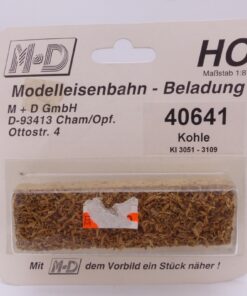 M+D
HO
Maßstab 1:8
Modelleisenbahn - Beladung
M + D GmbH
D-93413 Cham/Opf.
Ottostr. 4
40641
Kohle
KI 3051 - 3109
Mit M+D dem Vorbild ein Stück näher !